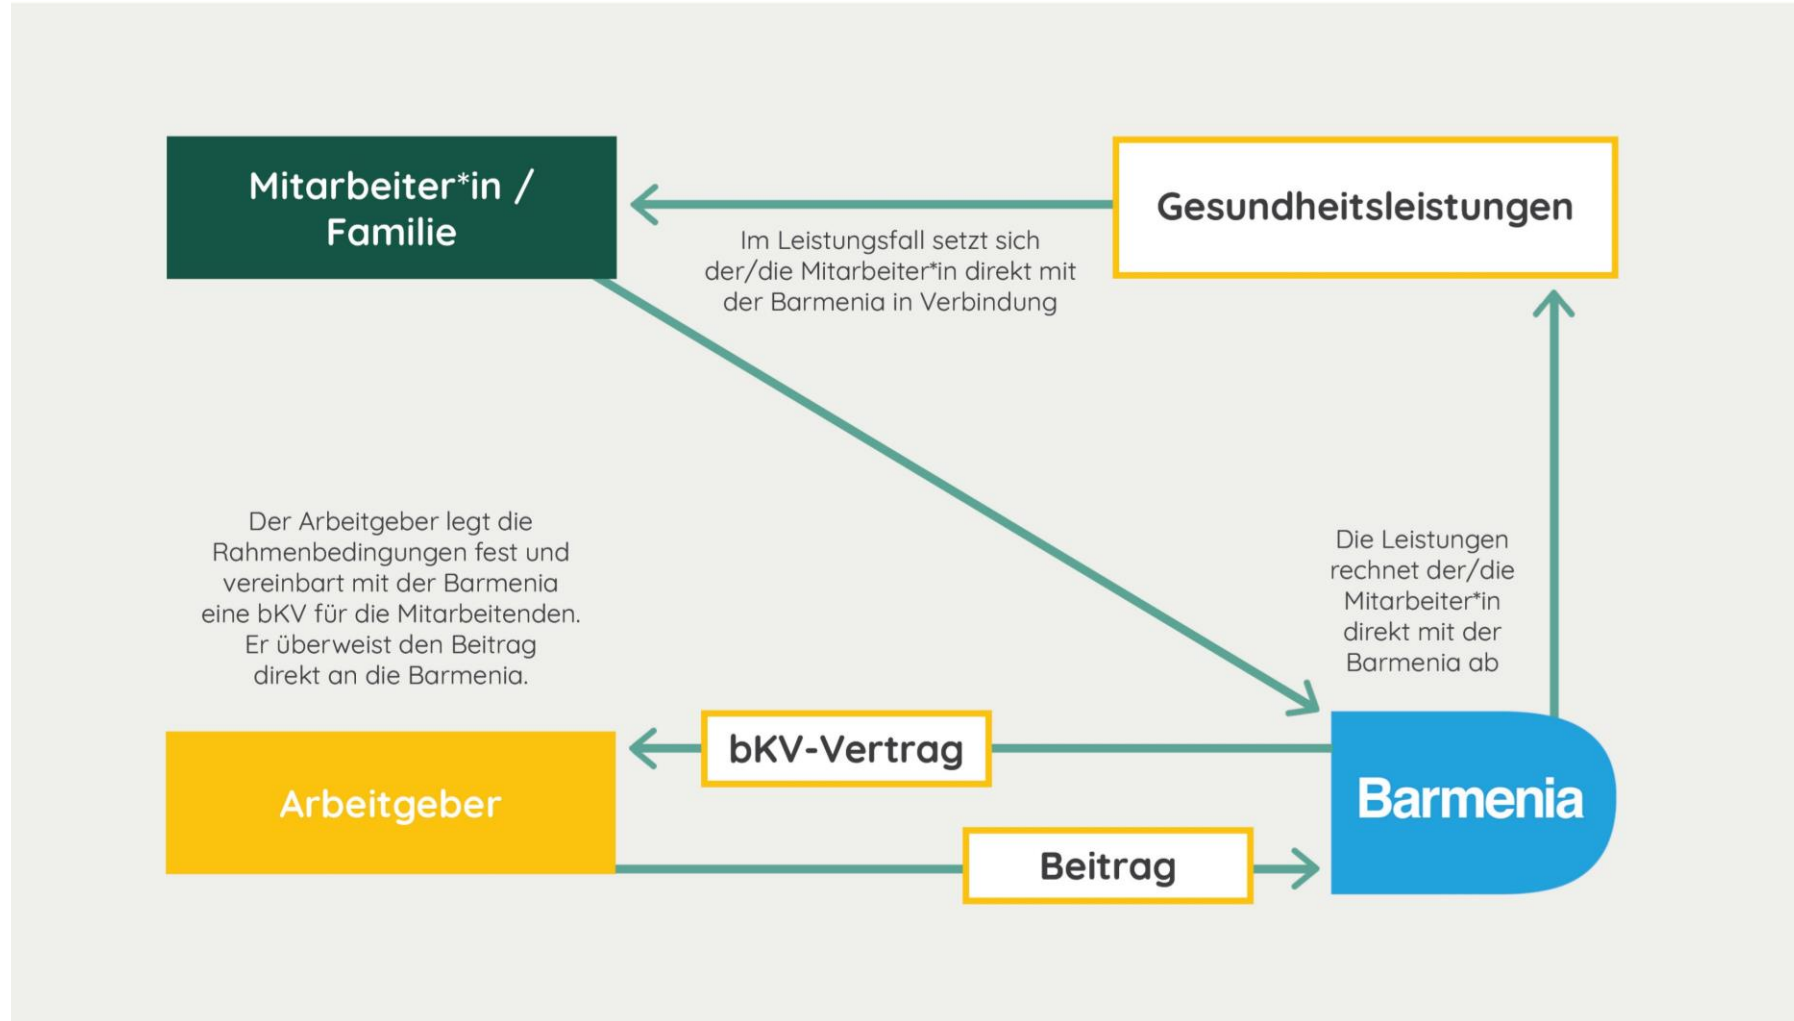 Mitarbeiter*in /
Familie
Gesundheitsleistungen
Im Leistungsfall setzt sich
der/die Mitarbeiter*in direkt mit
der Barmenia in Verbindung
Der Arbeitgeber legt die
Rahmenbedingungen fest und
vereinbart mit der Barmenia
eine bKV für die Mitarbeitenden.
Er überweist den Beitrag
direkt an die Barmenia.
Die Leistungen
rechnet der/die
Mitarbeiter*in
direkt mit der
Barmenia ab
bKV-Vertrag
Arbeitgeber
Barmenia
Beitrag